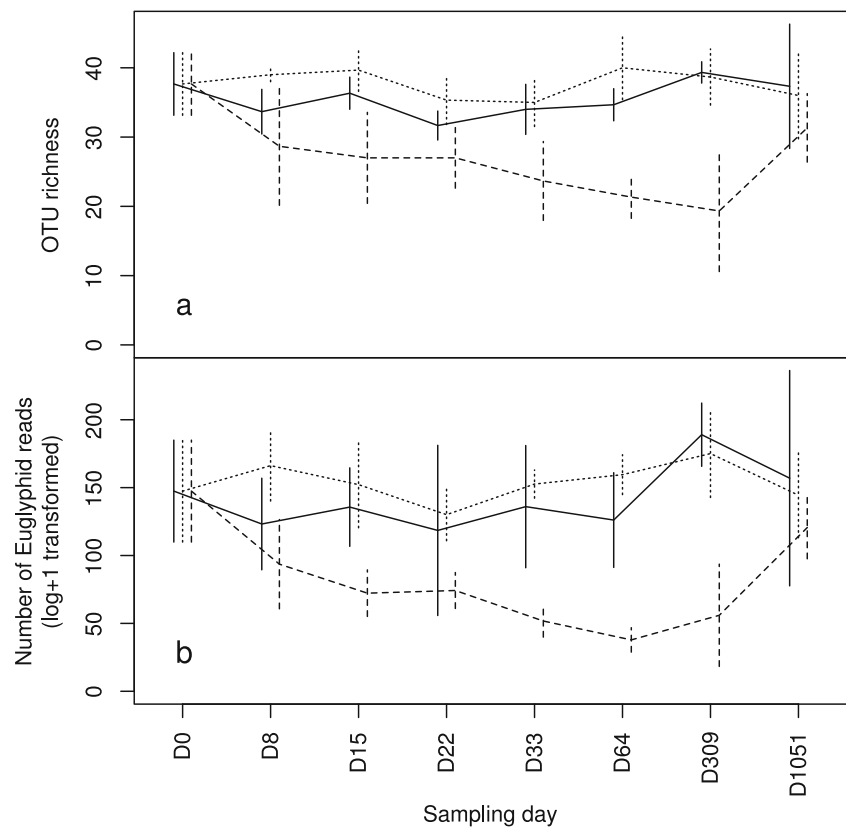 OTU richness
40
30
20
10
0
a
Number of Euglyphid reads
(log+1 transformed)
200
150
100
50
0
b
D0
D8
D15
D22
D33
D64
D309
D1051
Sampling day